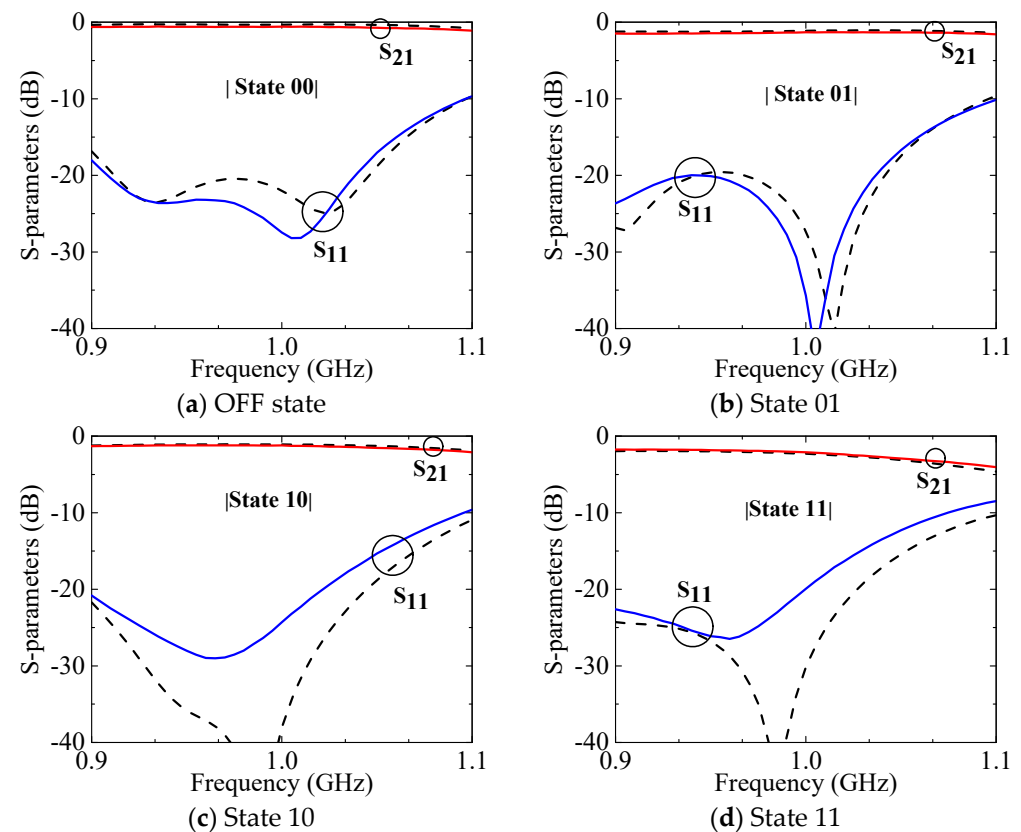 0
-10
-20
-30
-40
S-parameters (dB)
S21
| State 00|
S11
0.9
1.0
1.1
Frequency (GHz)
(a) OFF state
0
-10
-20
-30
-40
S-parameters (dB)
S21
| State 01|
S11
0.9
1.0
1.1
Frequency (GHz)
(b) State 01
0
-10
-20
-30
-40
S-parameters (dB)
S21
|State 10|
S11
0.9
1.0
1.1
Frequency (GHz)
(c) State 10
0
-10
-20
-30
-40
S-parameters (dB)
S21
|State 11|
S11
0.9
1.0
1.1
Frequency (GHz)
(d) State 11